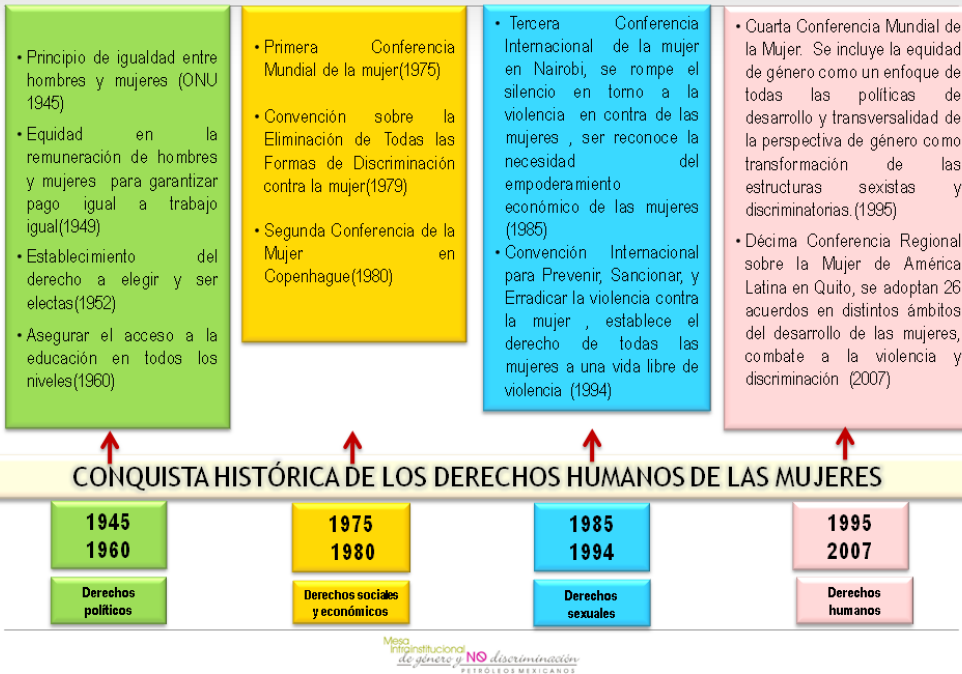 • Principio de igualdad entre
hombres y mujeres (ONU
1945)
• Equidad en la
remuneración de hombres
y mujeres para garantizar
pago igual a trabajo
igual(1949)
• Establecimiento del
derecho a elegir y ser
electas(1952)
• Asegurar el acceso a la
educación en todos los
niveles(1960)
• Primera Conferencia
Mundial de la mujer(1975)
• Convención sobre la
Eliminación de Todas las
Formas de Discriminación
contra la mujer(1979)
• Segunda Conferencia de la
Mujer en
Copenhague(1980)
• Tercera Conferencia
Internacional de la mujer
en Nairobi, se rompe el
silencio en torno a la
violencia en contra de las
mujeres , ser reconoce la
necesidad del
empoderamiento
económico de las mujeres
(1985)
• Convención Internacional
para Prevenir, Sancionar, y
Erradicar la violencia contra
la mujer , establece el
derecho de todas las
mujeres a una vida libre de
violencia (1994)
• Cuarta Conferencia Mundial de
la Mujer. Se incluye la equidad
de género como un enfoque de
todas las políticas de
desarrollo y transversalidad de
la perspectiva de género como
transformación de las
estructuras sexistas y
discriminatorias.(1995)
• Décima Conferencia Regional
sobre la Mujer de América
Latina en Quito, se adoptan 26
acuerdos en distintos ámbitos
del desarrollo de las mujeres,
combate a la violencia y
discriminación (2007)
CONQUISTA HISTÓRICA DE LOS DERECHOS HUMANOS DE LAS MUJERES
1945
1960
1975
1980
1985
1994
1995
2007
Derechos
políticos
Derechos sociales
y económicos
Derechos
sexuales
Derechos
humanos
Mesa
Intrainstitucional
de género y NO discriminación
PETRÓLEOS MEXICANOS